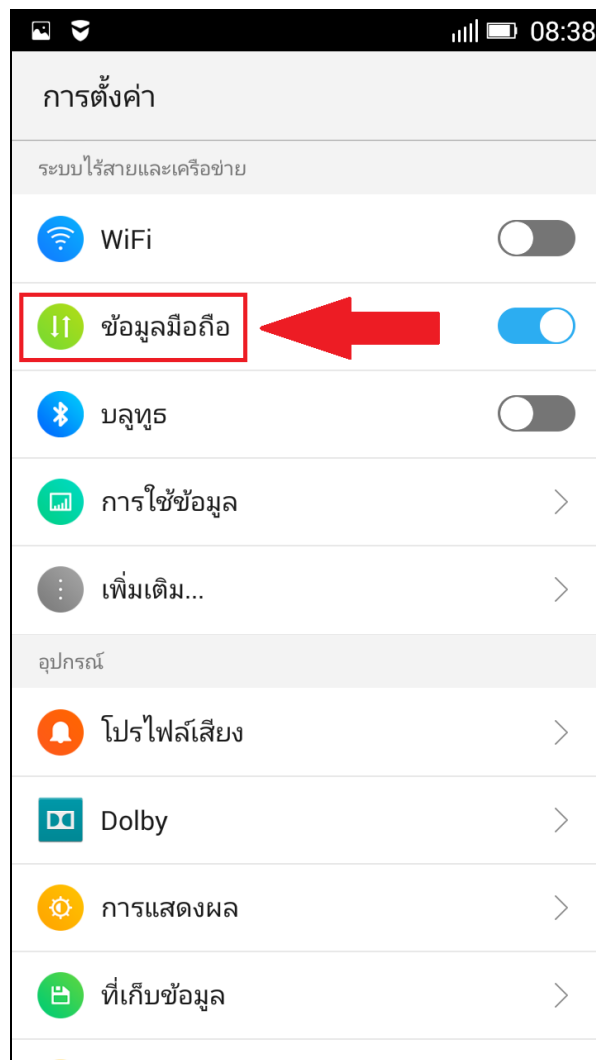 08:38
การตั้งค่า
ระบบไร้สายและเครือข่าย
WiFi
ข้อมูลมือถือ
บลูทูธ
การใช้ข้อมูล
เพิ่มเติม...
อุปกรณ์
โปรไฟล์เสียง
Dolby
การแสดงผล
ที่เก็บข้อมูล